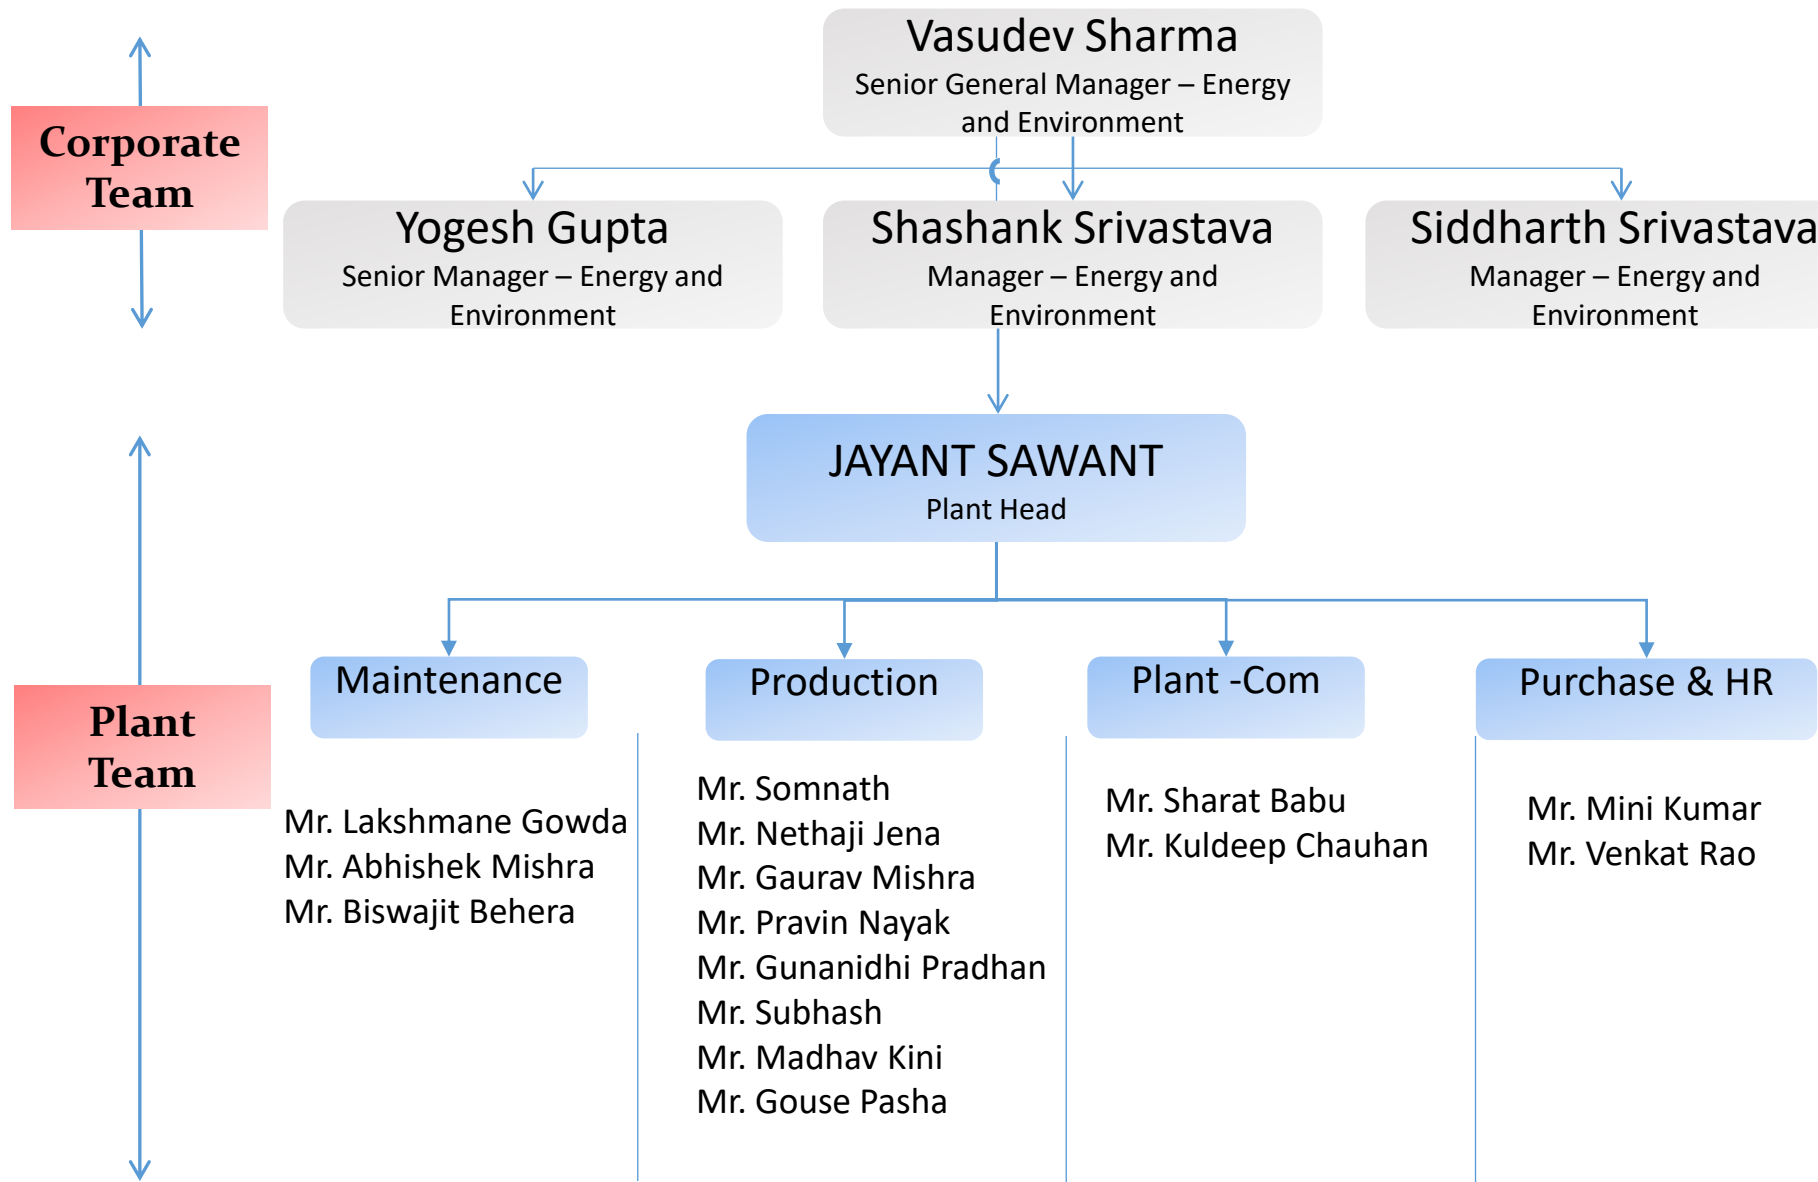 Vasudev Sharma
Senior General Manager – Energy
and Environment
Corporate
Team
Yogesh Gupta
Senior Manager – Energy and
Environment
Shashank Srivastava
Manager – Energy and
Environment
Siddharth Srivastava
Manager – Energy and
Environment
JAYANT SAWANT
Plant Head
Plant
Team
Maintenance
Mr. Lakshmane Gowda
Mr. Abhishek Mishra
Mr. Biswajit Behera
Production
Mr. Somnath
Mr. Nethaji Jena
Mr. Gaurav Mishra
Mr. Pravin Nayak
Mr. Gunanidhi Pradhan
Mr. Subhash
Mr. Madhav Kini
Mr. Gouse Pasha
Plant -Com
Mr. Sharat Babu
Mr. Kuldeep Chauhan
Purchase & HR
Mr. Mini Kumar
Mr. Venkat Rao